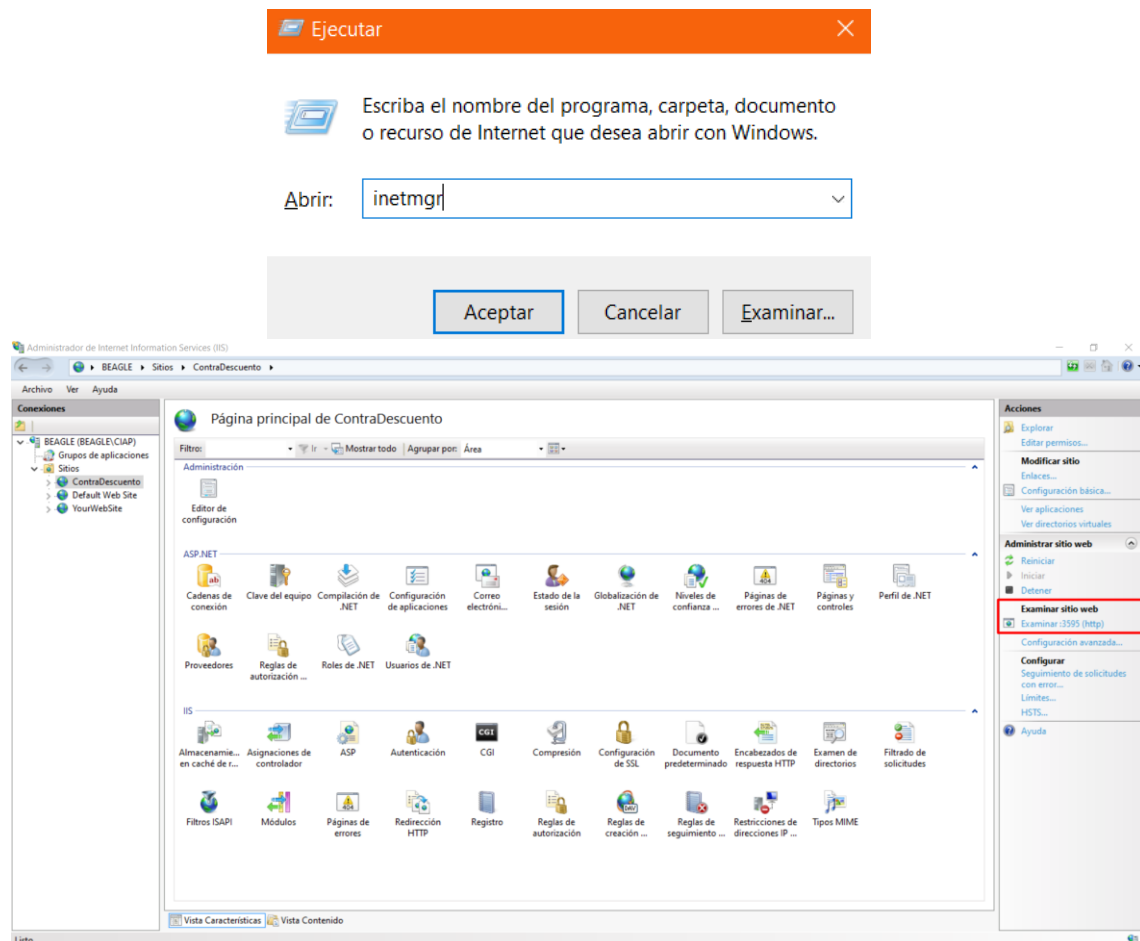 Ejecutar
Escriba el nombre del programa, carpeta, documento
o recurso de Internet que desea abrir con Windows.
Abrir:
inetmgr
Aceptar
Cancelar
Examinar...
Administrador de Internet Information Services (IIS)
BEAGLE
Sitios
ContraDescuento
Archivo
Ver
Ayuda
Conexiones
BEAGLE (BEAGLE\CIAP)
Grupos de aplicaciones
Sitios
ContraDescuento
Default Web Site
YourWebSite
Página principal de ContraDescuento
Filtro:
Ir
Mostrar todo
Agrupar por:
Área
Administración
Editor de
configuración
ASP.NET
Cadenas de
conexión
Clave del equipo
Compilación de
.NET
Configuración
de aplicaciones
Correo
electróni...
Estado de la
sesión
Globalización de
.NET
Niveles de
confianza ...
Páginas de
errores de .NET
Páginas y
controles
Perfil de .NET
Proveedores
Reglas de
autorización ...
Roles de .NET
Usuarios de .NET
IIS
Almacenamie...
en caché de r...
Asignaciones de
controlador
ASP
Autenticación
CGI
CGI
Compresión
Configuración
de SSL
Documento
predeterminado
Encabezados de
respuesta HTTP
Examen de
directorios
Filtrado de
solicitudes
Filtros ISAPI
Módulos
404
Páginas de
errores
Redirección
HTTP
Registro
Reglas de
autorización
Reglas de
creación ...
Reglas de
seguimiento ...
Restricciones de
direcciones IP ...
Tipos MIME
Vista Características
Vista Contenido
Listo
Acciones
Explorar
Editar permisos...
Modificar sitio
Enlaces...
Configuración básica...
Ver aplicaciones
Ver directorios virtuales
Administrar sitio web
Reiniciar
Iniciar
Detener
Examinar sitio web
Examinar :3595 (http)
Configuración avanzada...
Configurar
Seguimiento de solicitudes
con error...
Límites...
HSTS...
Ayuda